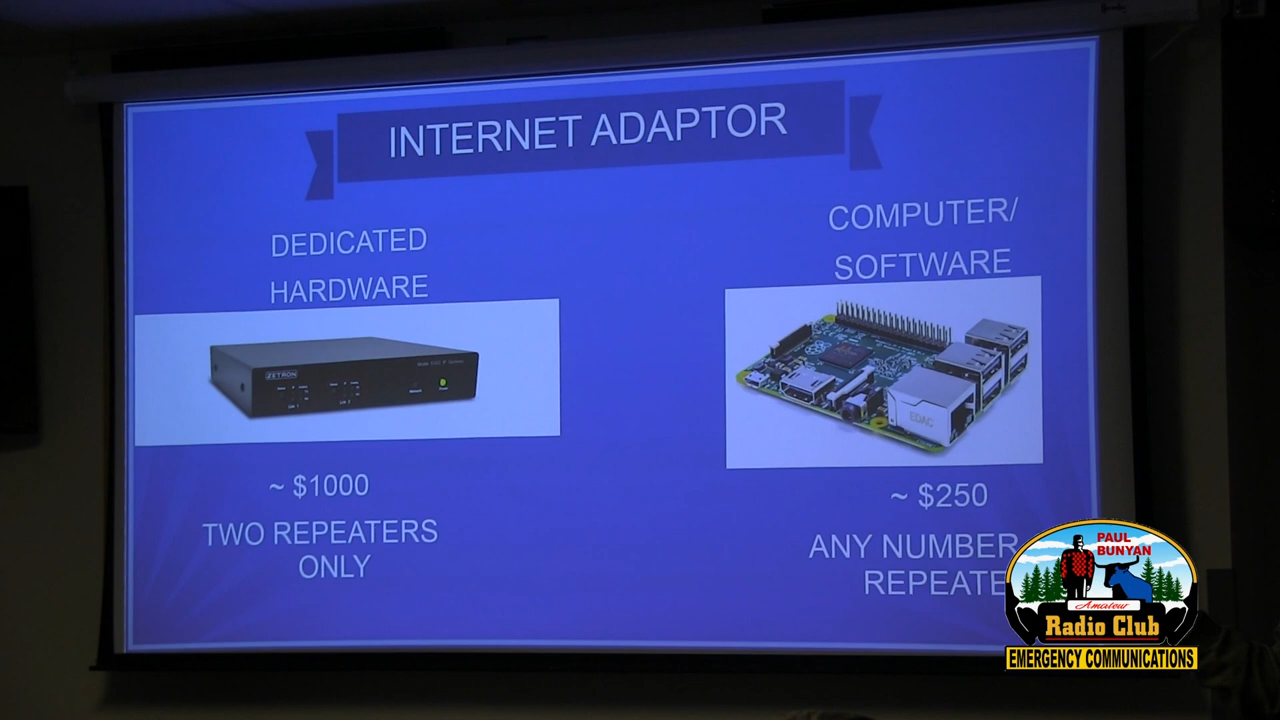 INTERNET ADAPTOR
DEDICATED
HARDWARE
COMPUTER/
SOFTWARE
ZETRON
EDAC
~ $1000
TWO REPEATERS
ONLY
~ $250
ANY NUMBER
REPEATE
PAUL
BUNYAN
Amateur
Radio Club
EMERGENCY COMMUNICATIONS